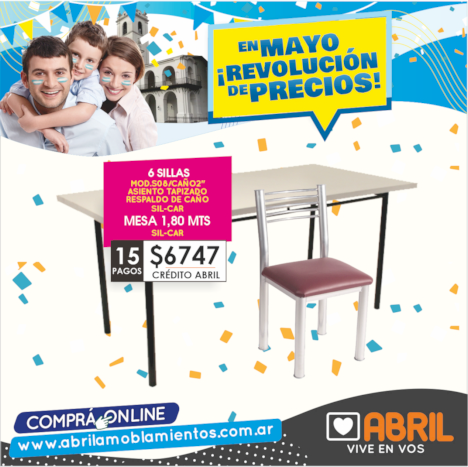 EN MAYO
¡REVOLUCIÓN
DE PRECIOS!
6 SILLAS
MOD.S08/CAÑO2"
ASIENTO TAPIZADO
RESPALDO DE CAÑO
SIL-CAR
MESA 1,80 MTS
SIL-CAR
15
PAGOS
$6747
CRÉDITO ABRIL
COMPRÁ ONLINE
www.abrilamoblamientos.com.ar
ABRIL
VIVE EN VOS